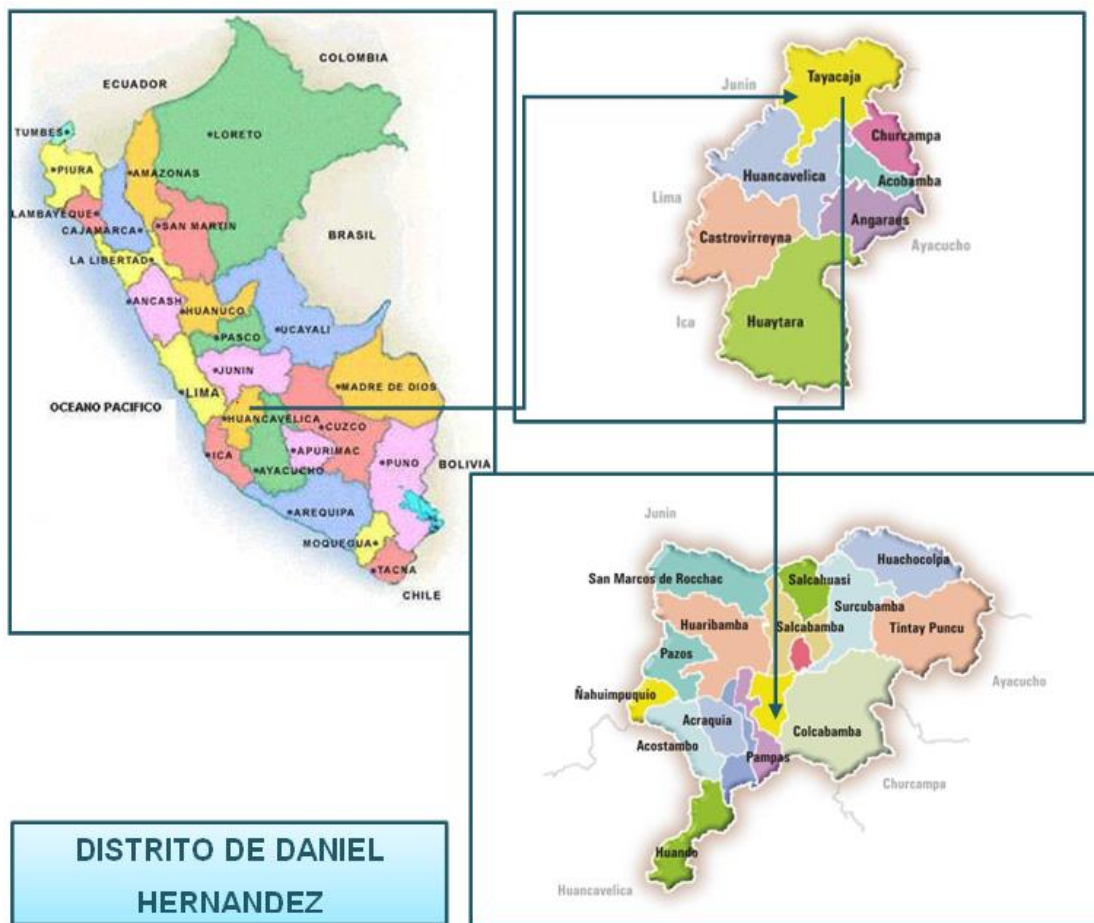 COLOMBIA
ECUADOR
TUMBES
LORETO
PIURA
AMAZONAS
LAMBAYEQUE
CAJAMARCA
SAN MARTIN
BRASIL
LA LIBERTAD
ANCASH
HUANUCO
UCAYALI
PASCO
JUNIN
LIMA
MADRE DE DIOS
OCEANO PACIFICO
HUANCAVELICA
CUZCO
ICA
APURIMAC
PUNO
BOLIVIA
AYACUCHO
AREQUIPA
MOQUEGUA
TACNA
CHILE
Tayacaja
Junin
Churcampa
Huancavelica
Acobamba
Lima
Angaraes
Castrovirreyna
Ayacucho
Ica
Huaytara
Junin
Huachocolpa
San Marcos de Rocchac
Salcahuasi
Surcubamba
Huaribamba
Salcabamba
Tintay Puncu
Pazos
Ayacucho
Ñahuimpuquio
Acraquia
Colcabamba
Acostambo
Pampas
Churcampa
Huando
Huancavelica
DISTRITO DE DANIEL
HERNANDEZ